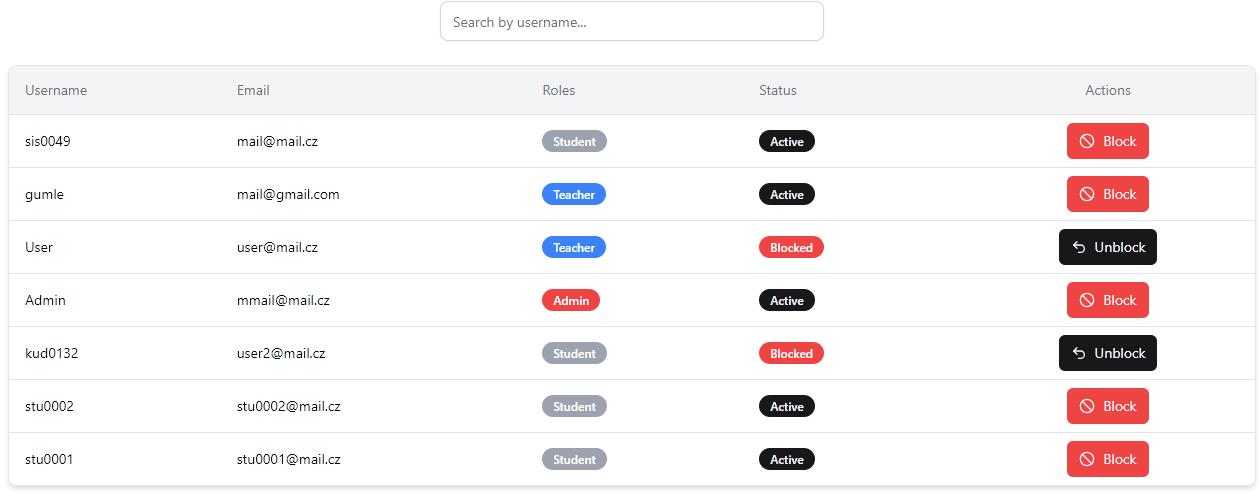 Search by username...
Username Email Roles Status Actions
sis0049 mail@mail.cz Student Active Block
gumle mail@gmail.com Teacher Active Block
User user@mail.cz Teacher Blocked Unblock
Admin mmail@mail.cz Admin Active Block
kud0132 user2@mail.cz Student Blocked Unblock
stu0002 stu0002@mail.cz Student Active Block
stu0001 stu0001@mail.cz Student Active Block